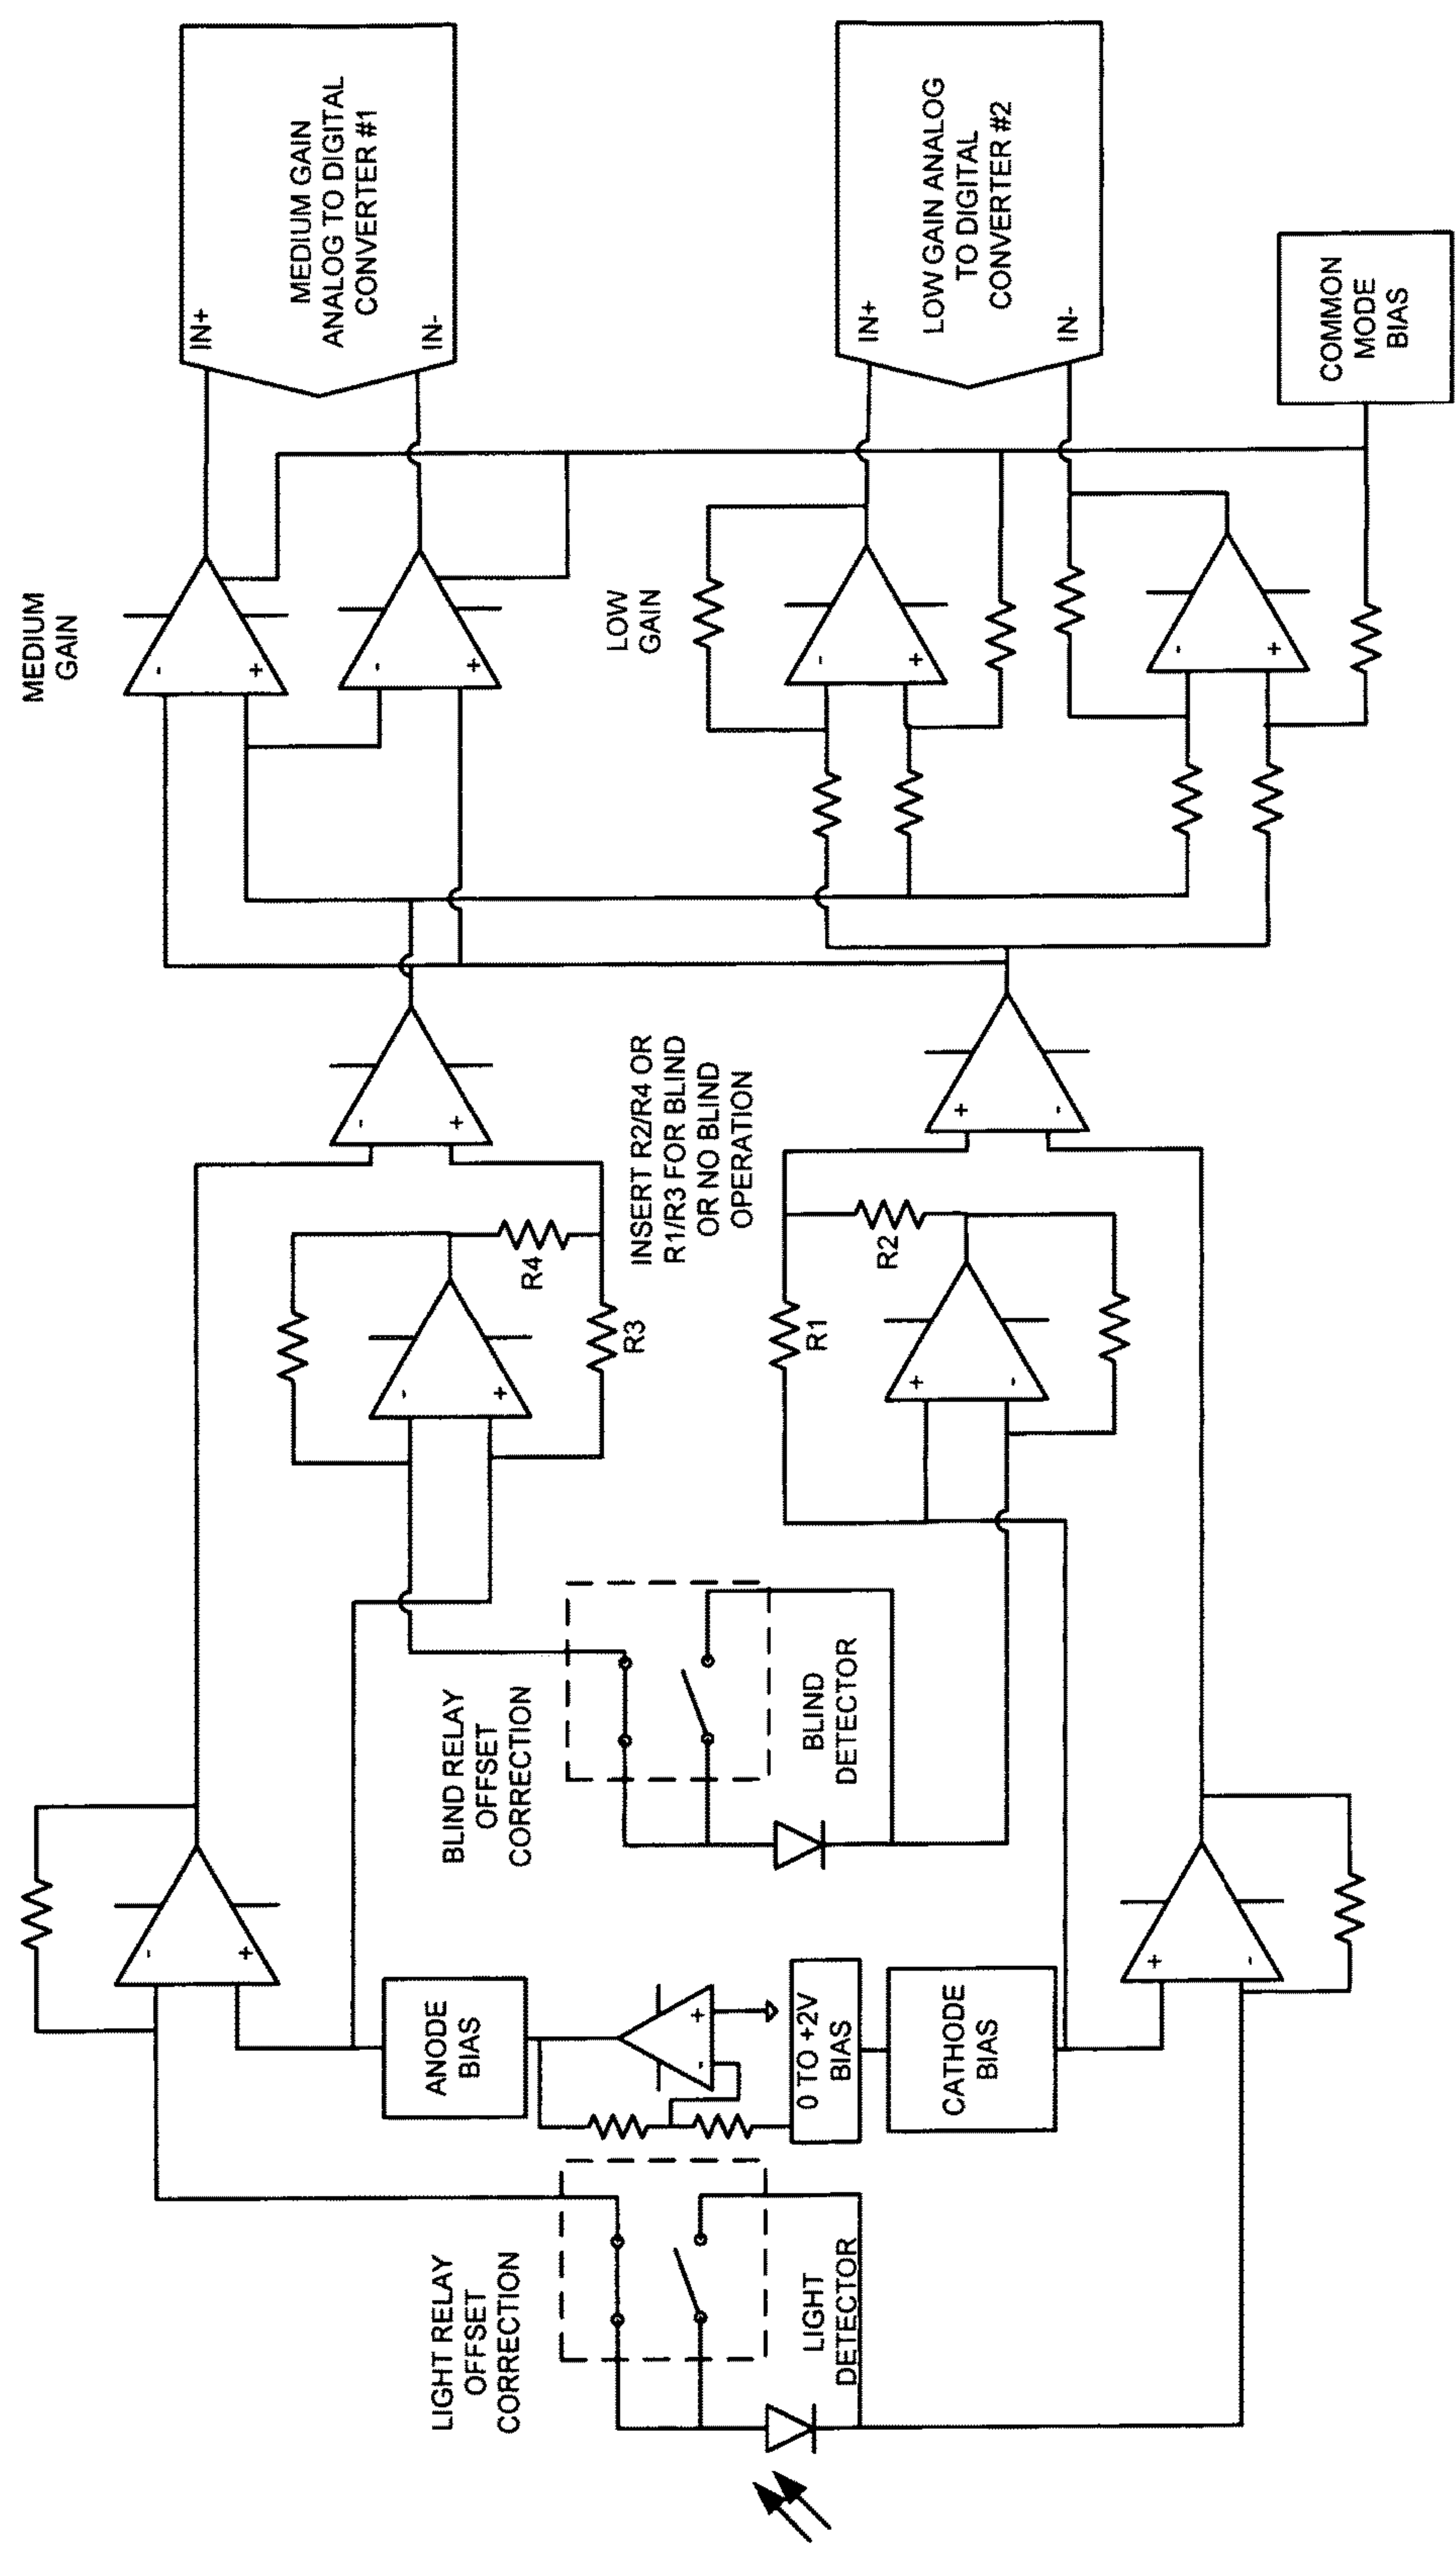 MEDIUM
GAIN
IN+
MEDIUM GAIN
ANALOG TO DIGITAL
CONVERTER #1
IN-
-
+
-
+
LOW
GAIN
IN+
LOW GAIN ANALOG
TO DIGITAL
CONVERTER #2
IN-
-
+
-
+
COMMON
MODE
BIAS
-
+
+
-
INSERT R2/R4 OR
R1/R3 FOR BLIND
OR NO BLIND
OPERATION
R4
R3
-
+
R2
R1
+
-
BLIND RELAY
OFFSET
CORRECTION
BLIND
DETECTOR
-
+
ANODE
BIAS
-
+
0 TO +2V
BIAS
CATHODE
BIAS
+
-
LIGHT RELAY
OFFSET
CORRECTION
LIGHT
DETECTOR